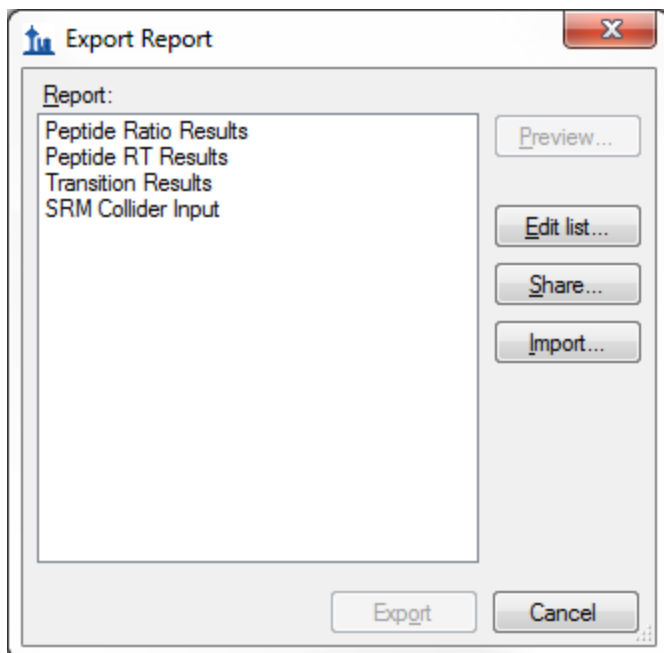 Export Report
Report:
Peptide Ratio Results
Peptide RT Results
Transition Results
SRM Collider Input
Preview...
Edit list...
Share...
Import...
Export
Cancel